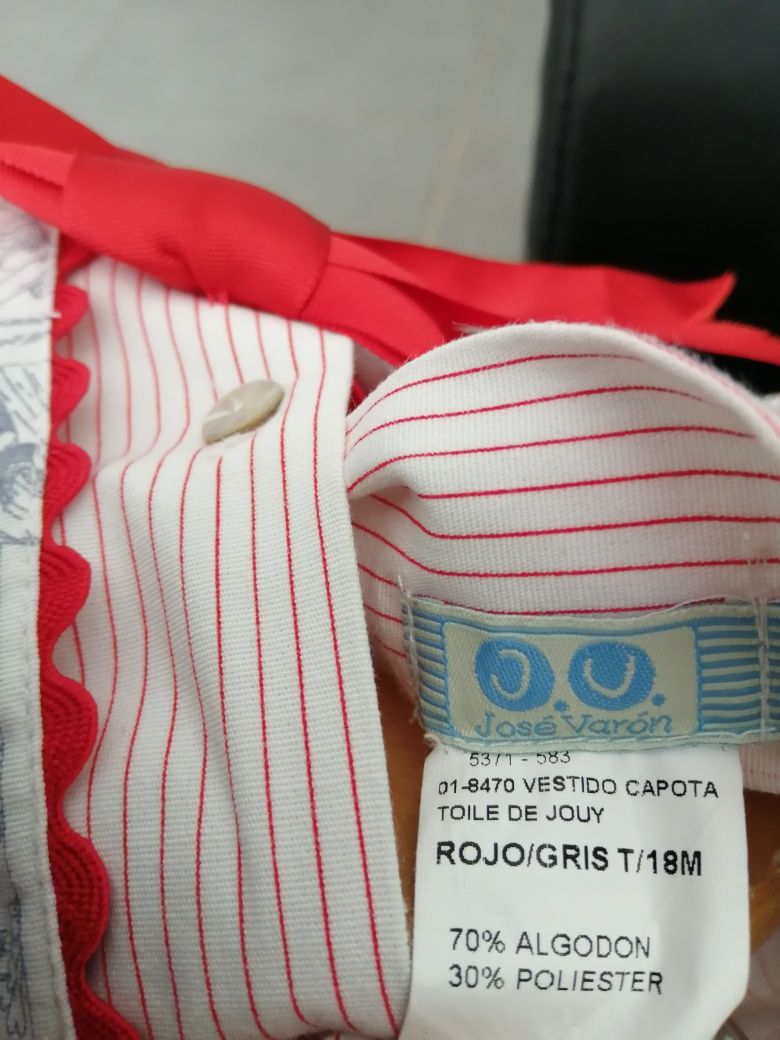 J.V.
José Varón
5371 - 583
01-8470 VESTIDO CAPOTA
TOILE DE JOUY
ROJO/GRIS T/18M
70% ALGODON
30% POLIESTER